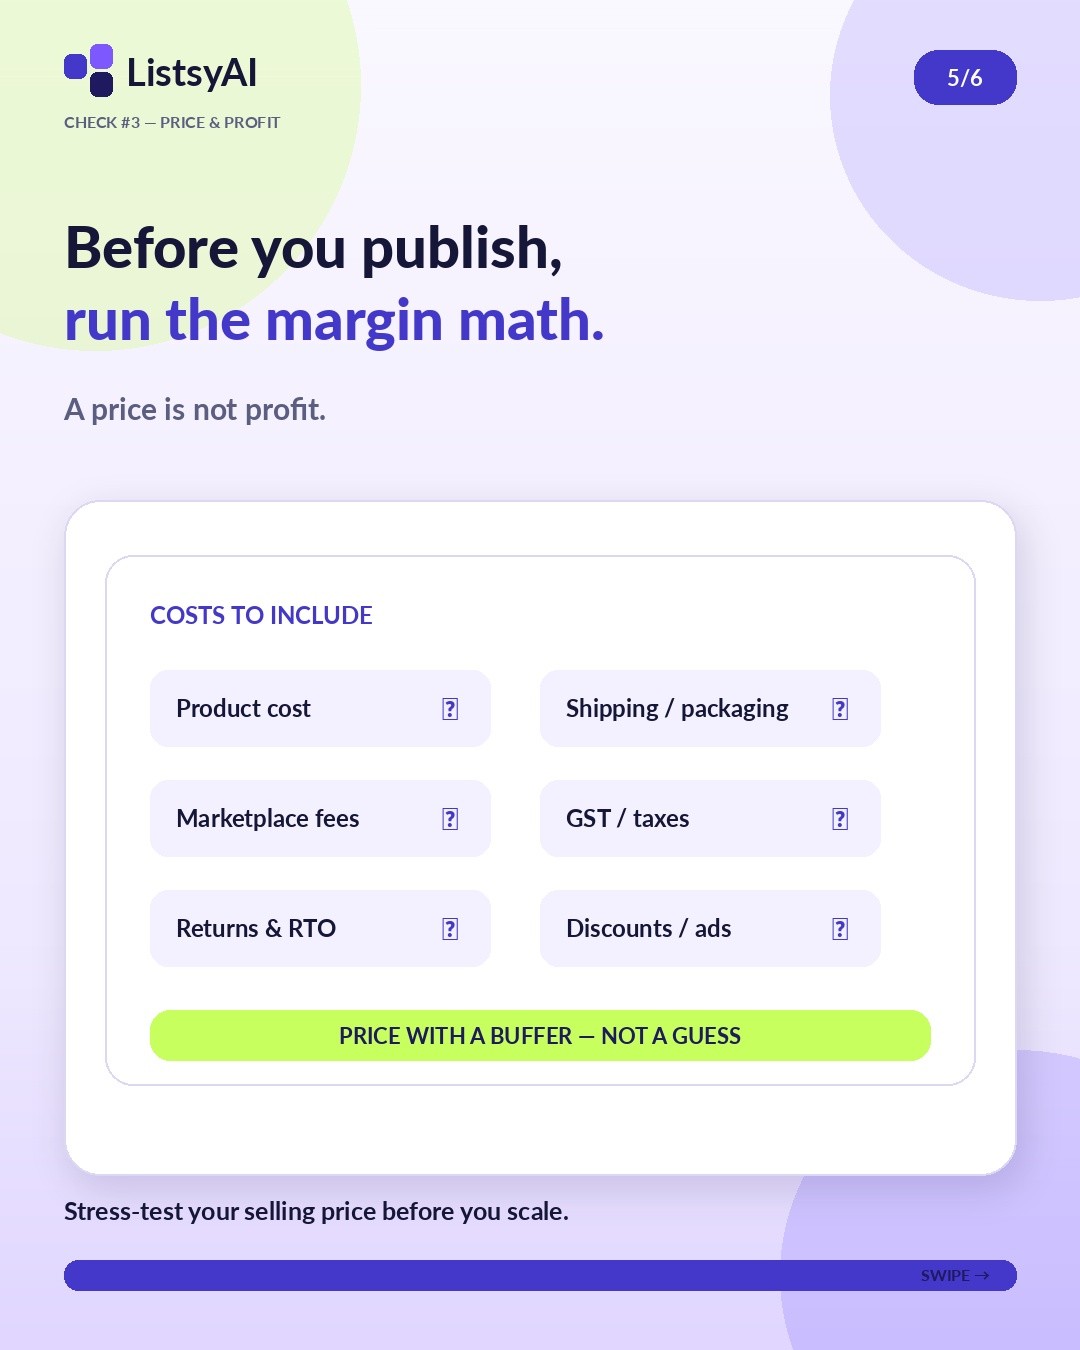 ListsyAI
5/6
CHECK #3 — PRICE & PROFIT
Before you publish,
run the margin math.
A price is not profit.
COSTS TO INCLUDE
Product cost
Shipping / packaging
Marketplace fees
GST / taxes
Returns & RTO
Discounts / ads
PRICE WITH A BUFFER — NOT A GUESS
Stress-test your selling price before you scale.
SWIPE →